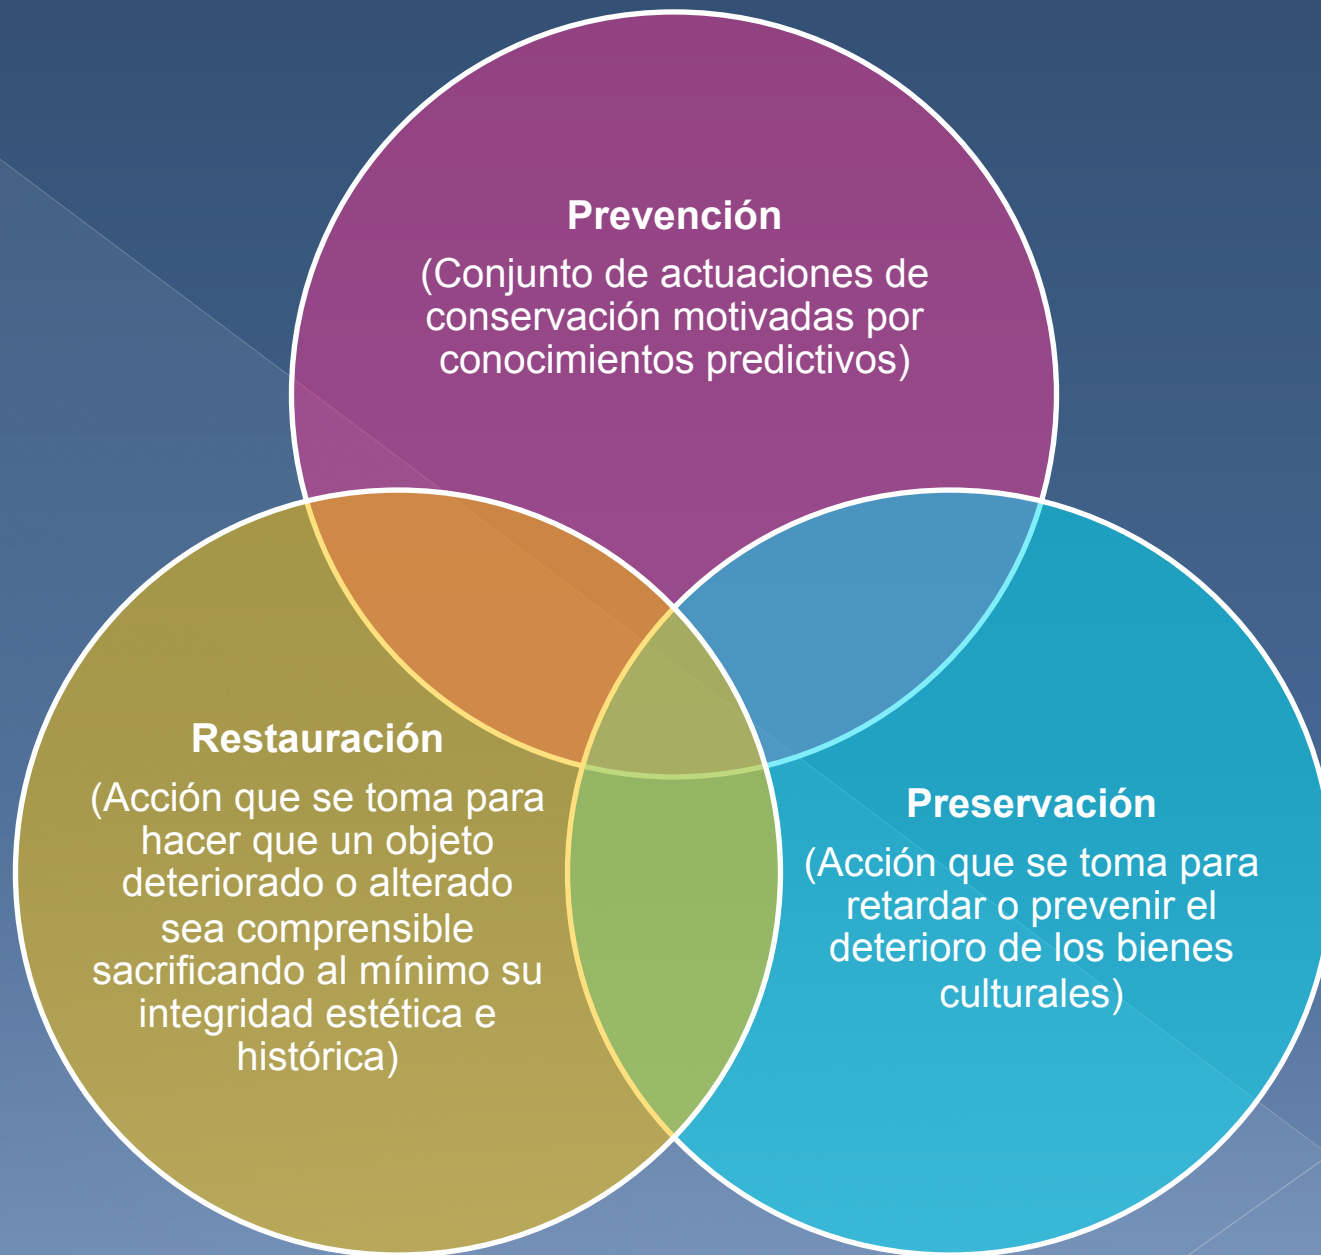 Prevención
(Conjunto de actuaciones de
conservación motivadas por
conocimientos predictivos)
Restauración
(Acción que se toma para
hacer que un objeto
deteriorado o alterado
sea comprensible
sacrificando al mínimo su
integridad estética e
histórica)
Preservación
(Acción que se toma para
retardar o prevenir el
deterioro de los bienes
culturales)